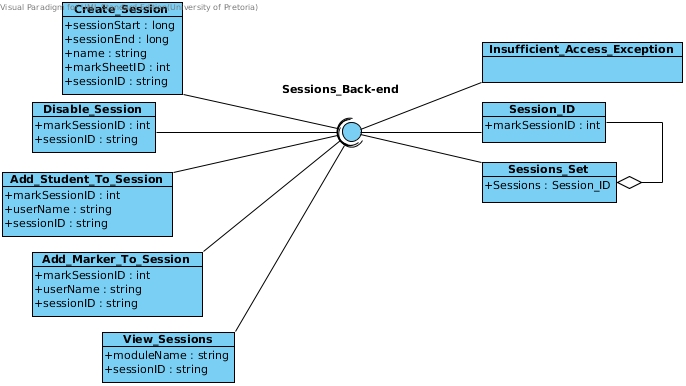 Visual Paradigm (University of Pretoria)
Create_Session
+sessionStart : long
+sessionEnd : long
+name : string
+markSheetID : int
+sessionID : string
Disable_Session
+markSessionID : int
+sessionID : string
Add_Student_To_Session
+markSessionID : int
+userName : string
+sessionID : string
Add_Marker_To_Session
+markSessionID : int
+userName : string
+sessionID : string
View_Sessions
+moduleName : string
+sessionID : string
Sessions_Back-end
Insufficient_Access_Exception
Session_ID
+markSessionID : int
Sessions_Set
+Sessions : Session_ID